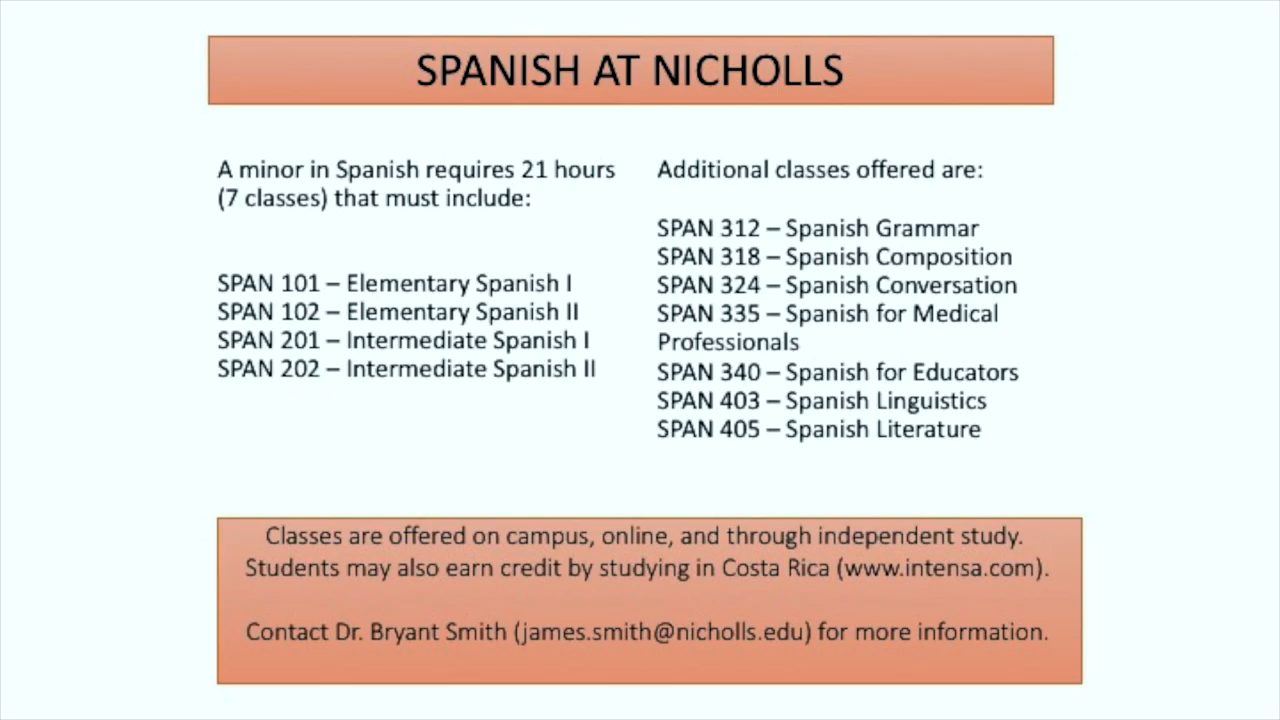 SPANISH AT NICHOLLS
A minor in Spanish requires 21 hours
(7 classes) that must include:
SPAN 101 – Elementary Spanish I
SPAN 102 – Elementary Spanish II
SPAN 201 – Intermediate Spanish I
SPAN 202 – Intermediate Spanish II
Additional classes offered are:
SPAN 312 – Spanish Grammar
SPAN 318 – Spanish Composition
SPAN 324 – Spanish Conversation
SPAN 335 – Spanish for Medical
Professionals
SPAN 340 – Spanish for Educators
SPAN 403 – Spanish Linguistics
SPAN 405 – Spanish Literature
Classes are offered on campus, online, and through independent study.
Students may also earn credit by studying in Costa Rica (www.intensa.com).
Contact Dr. Bryant Smith (james.smith@nicholls.edu) for more information.